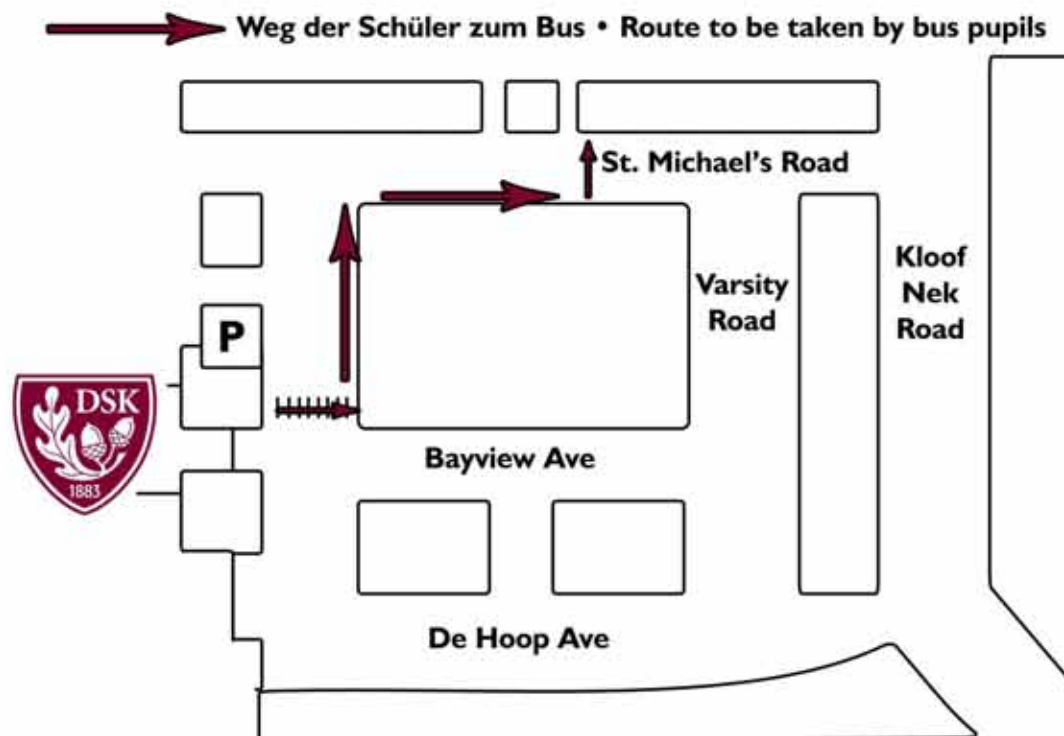 Weg der Schüler zum Bus • Route to be taken by bus pupils
St. Michael's Road
Varsity
Road
Kloof
Nek
Road
P
DSK
1883
Bayview Ave
De Hoop Ave